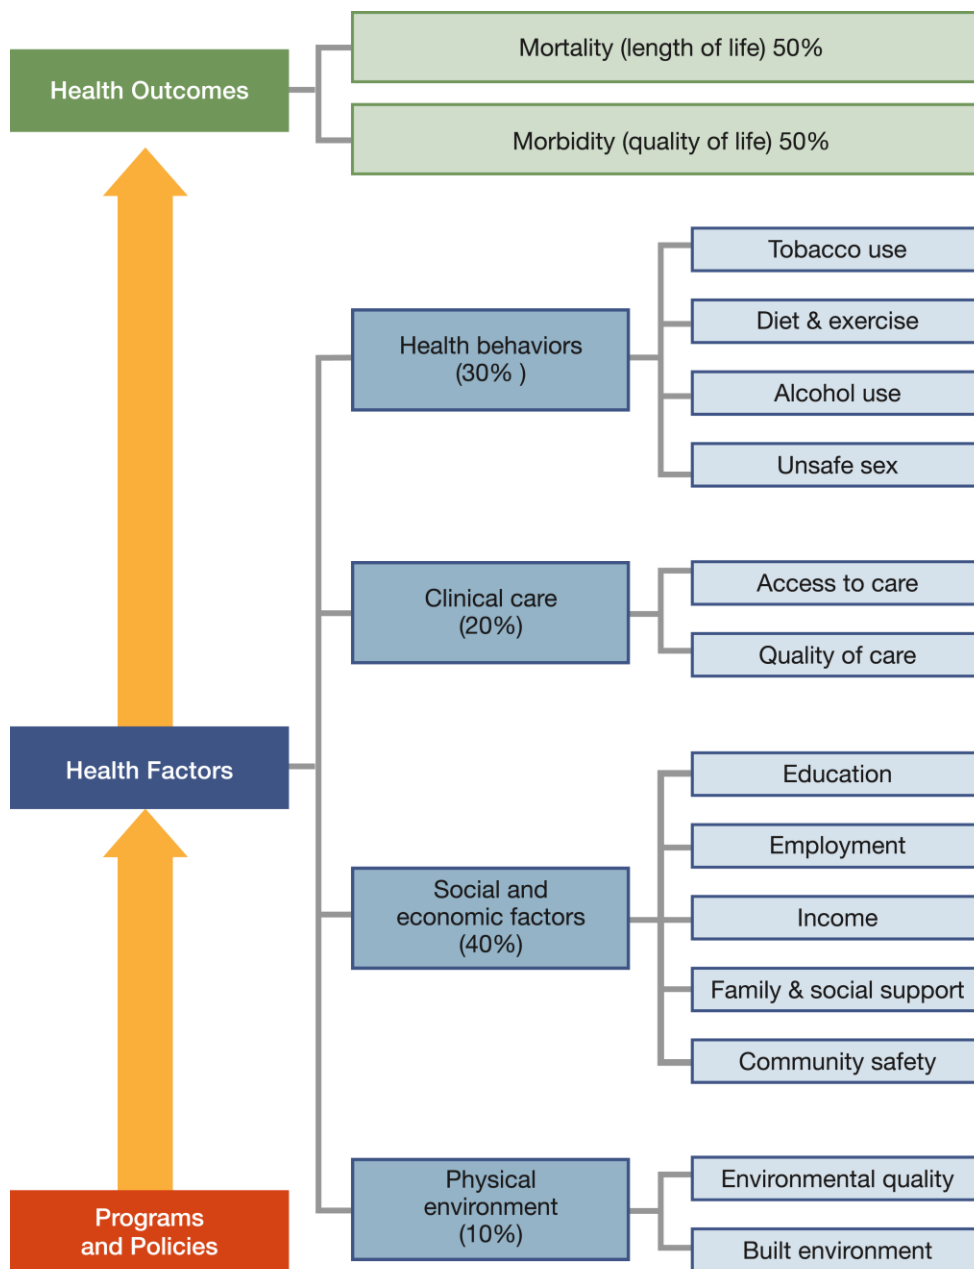 Health Outcomes
Mortality (length of life) 50%
Morbidity (quality of life) 50%
Health Factors
Health behaviors
(30% )
Tobacco use
Diet & exercise
Alcohol use
Unsafe sex
Clinical care
(20%)
Access to care
Quality of care
Social and
economic factors
(40%)
Education
Employment
Income
Family & social support
Community safety
Physical
environment
(10%)
Environmental quality
Built environment
Programs
and Policies